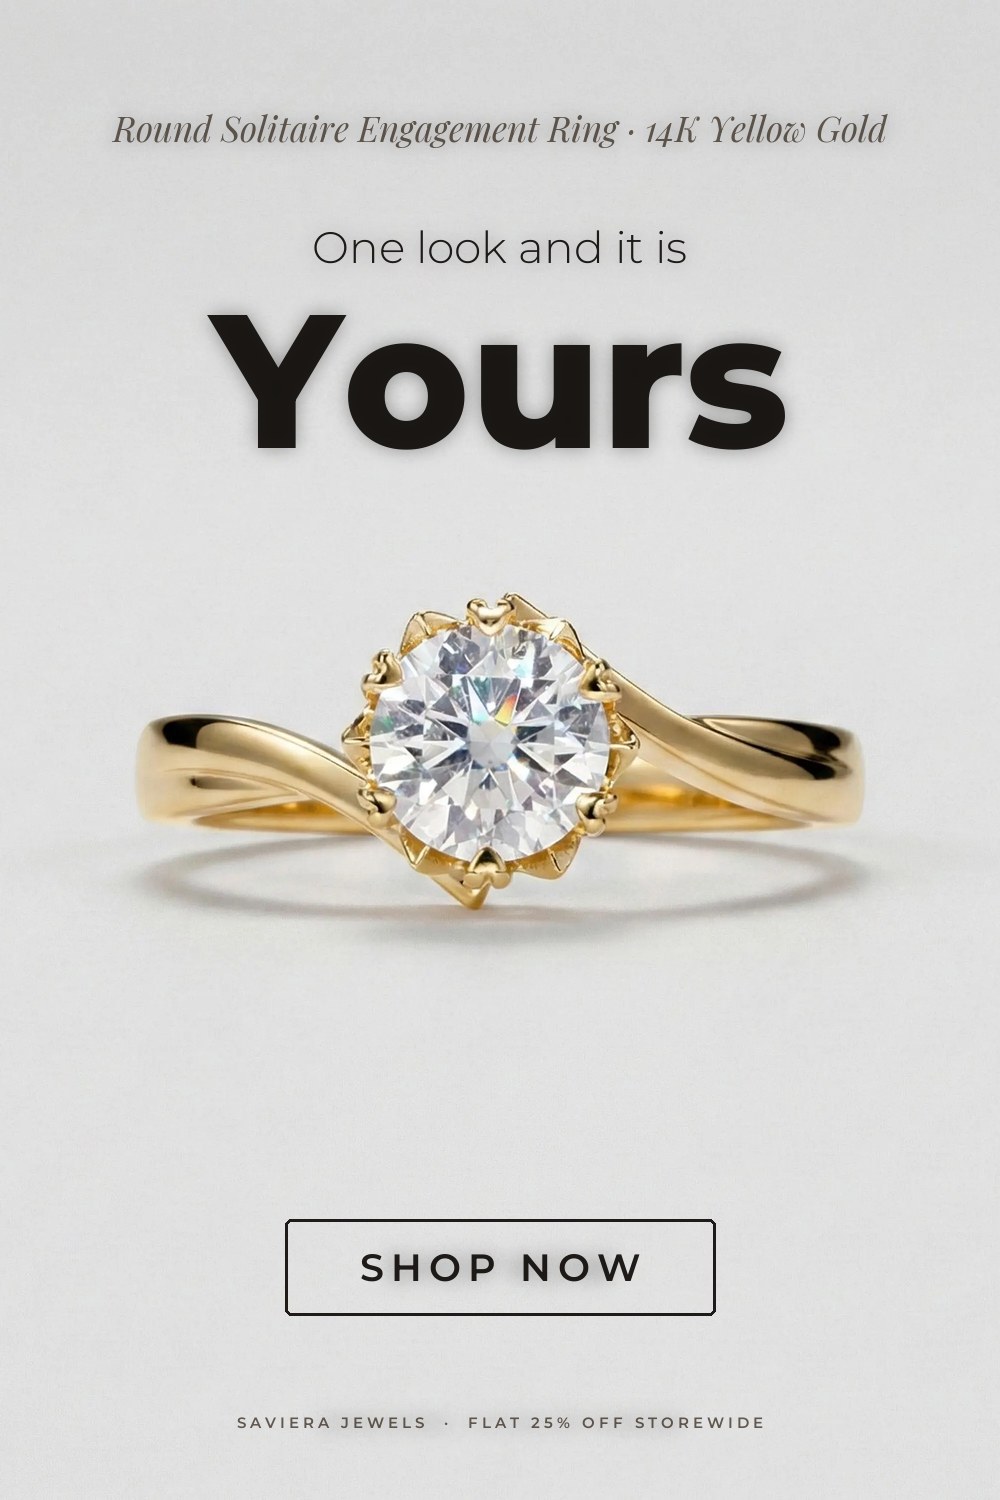 Round Solitaire Engagement Ring · 14K Yellow Gold
One look and it is
Yours
SHOP NOW
SAVIERA JEWELS · FLAT 25% OFF STOREWIDE